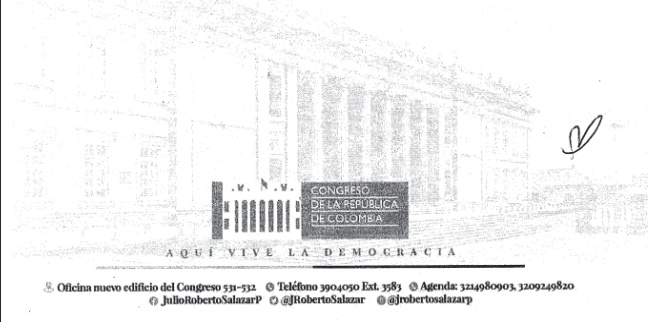 CONGRESO
DE LA REPÚBLICA
DE COLOMBIA
AQUÍ VIVE LA DEMOCRACIA
Oficina nuevo edificio del Congreso 531-532 Teléfono 3904050 Ext. 3583 Agenda: 3214980903, 3209249820
JulioRobertoSalazarP @JRobertoSalazar @jrobertosalazarp